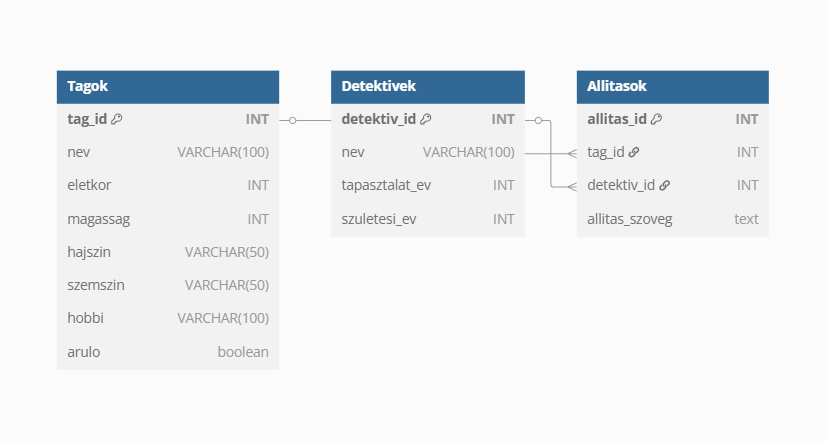 Tagok
tag_id INT
nev VARCHAR(100)
eletkor INT
magassag INT
hajszin VARCHAR(50)
szemszin VARCHAR(50)
hobbi VARCHAR(100)
arulo boolean
Detektivek
detektiv_id INT
nev VARCHAR(100)
tapasztalat_ev INT
szuletesi_ev INT
Allitasok
allitas_id INT
tag_id INT
detektiv_id INT
allitas_szoveg text